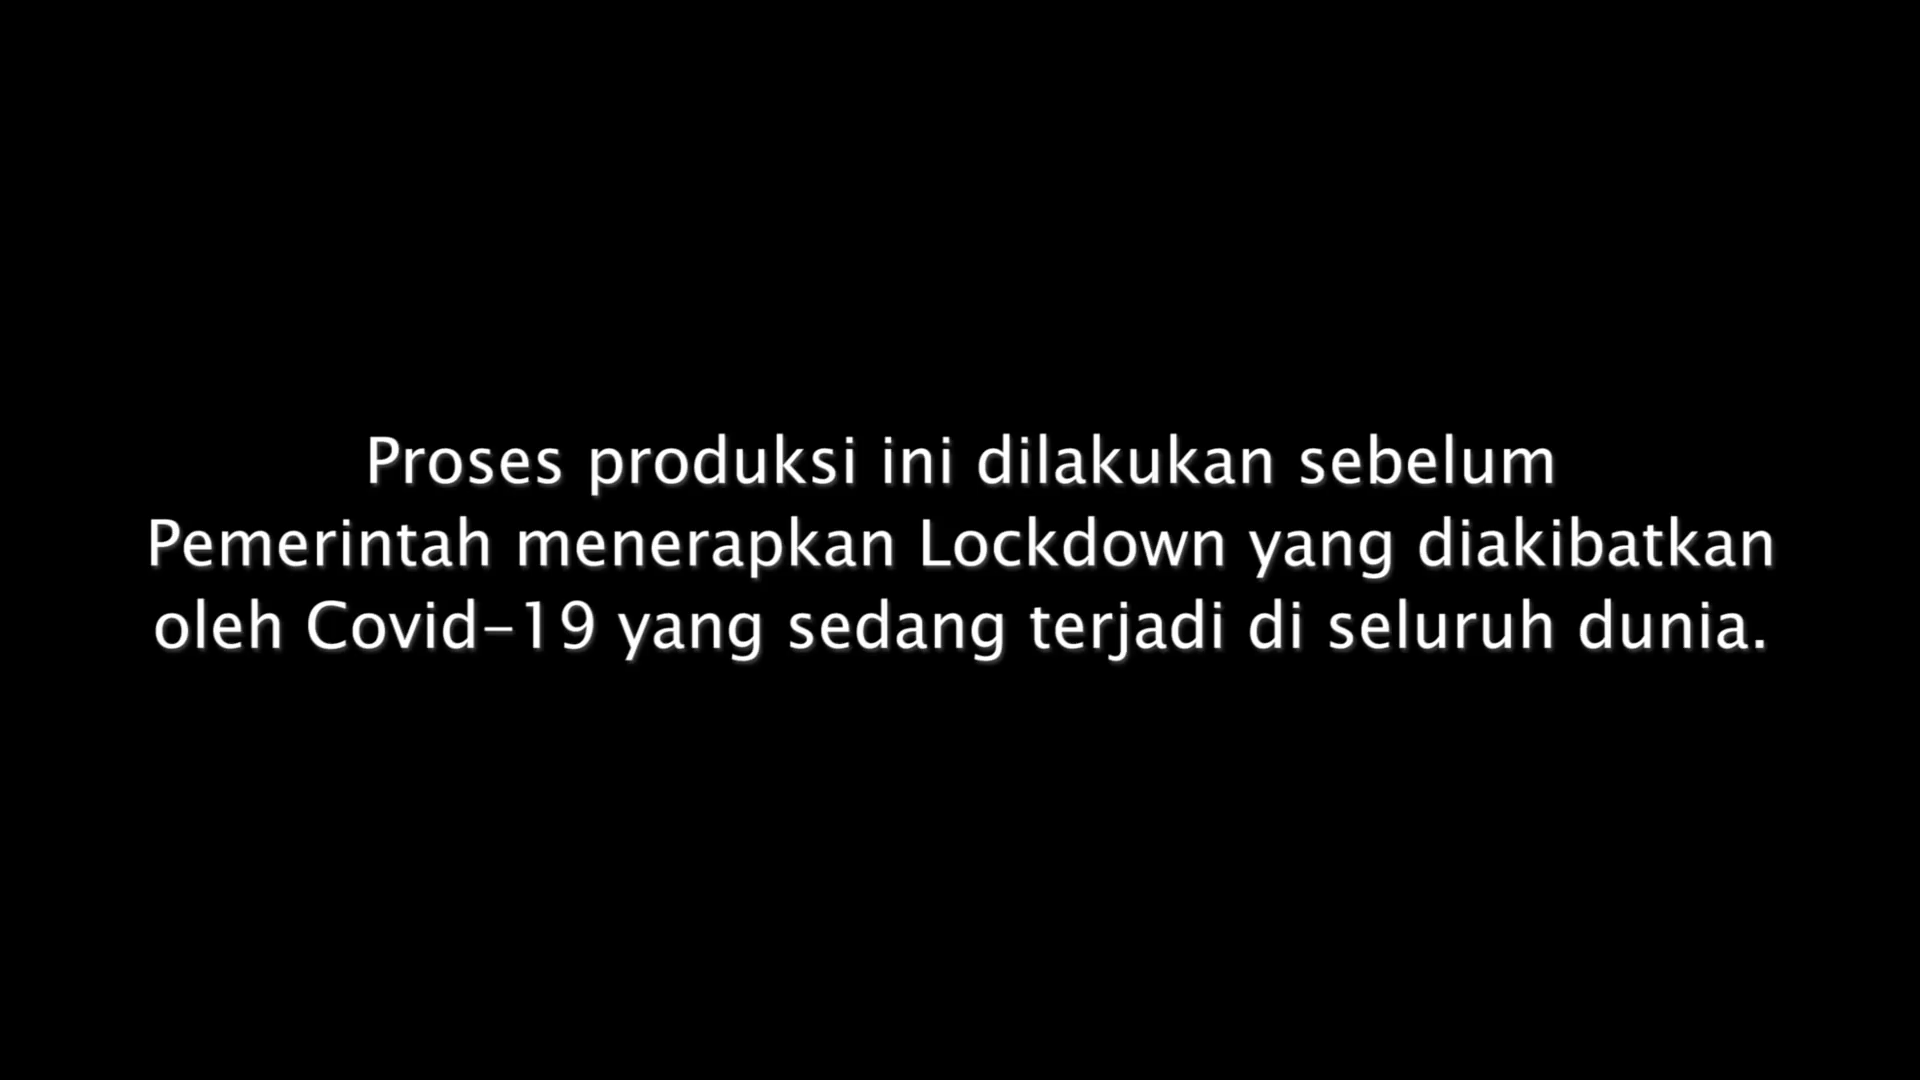 Proses produksi ini dilakukan sebelum
Pemerintah menerapkan Lockdown yang diakibatkan
oleh Covid-19 yang sedang terjadi di seluruh dunia.